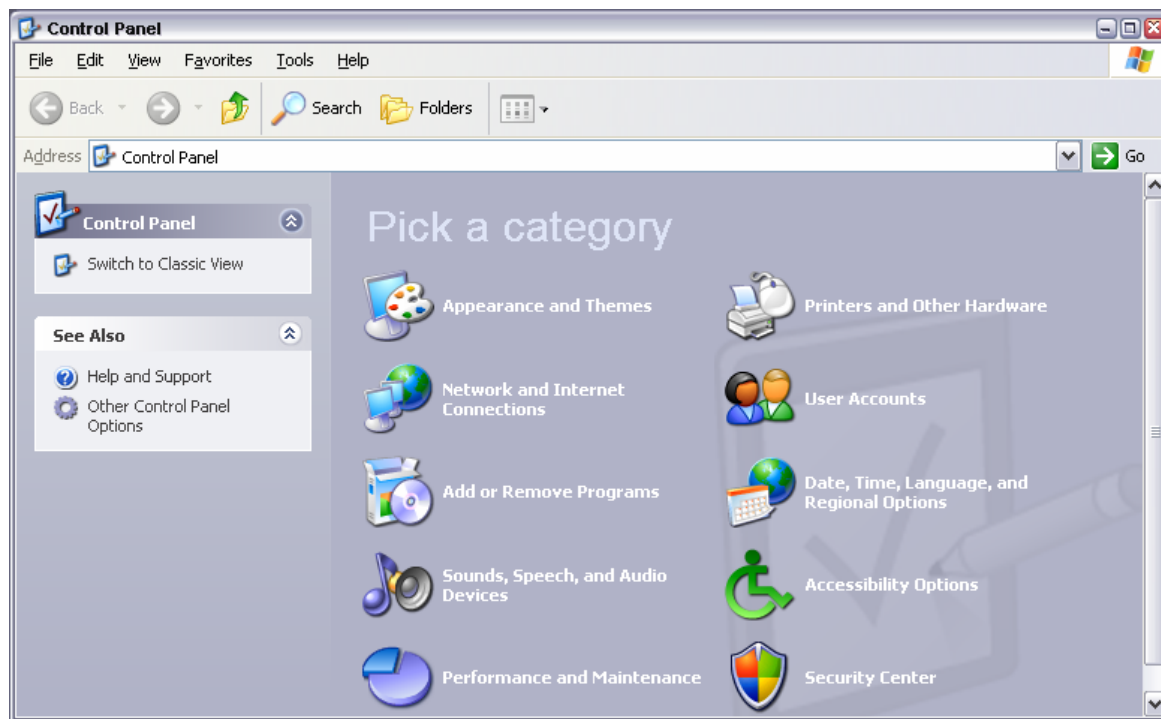 Control Panel
File Edit View Favorites Tools Help
Back Search Folders
Address Control Panel Go
Control Panel
Switch to Classic View
See Also
Help and Support
Other Control Panel
Options
Pick a category
Appearance and Themes
Printers and Other Hardware
Network and Internet
Connections
User Accounts
Add or Remove Programs
Date, Time, Language, and
Regional Options
Sounds, Speech, and Audio
Devices
Accessibility Options
Performance and Maintenance
Security Center